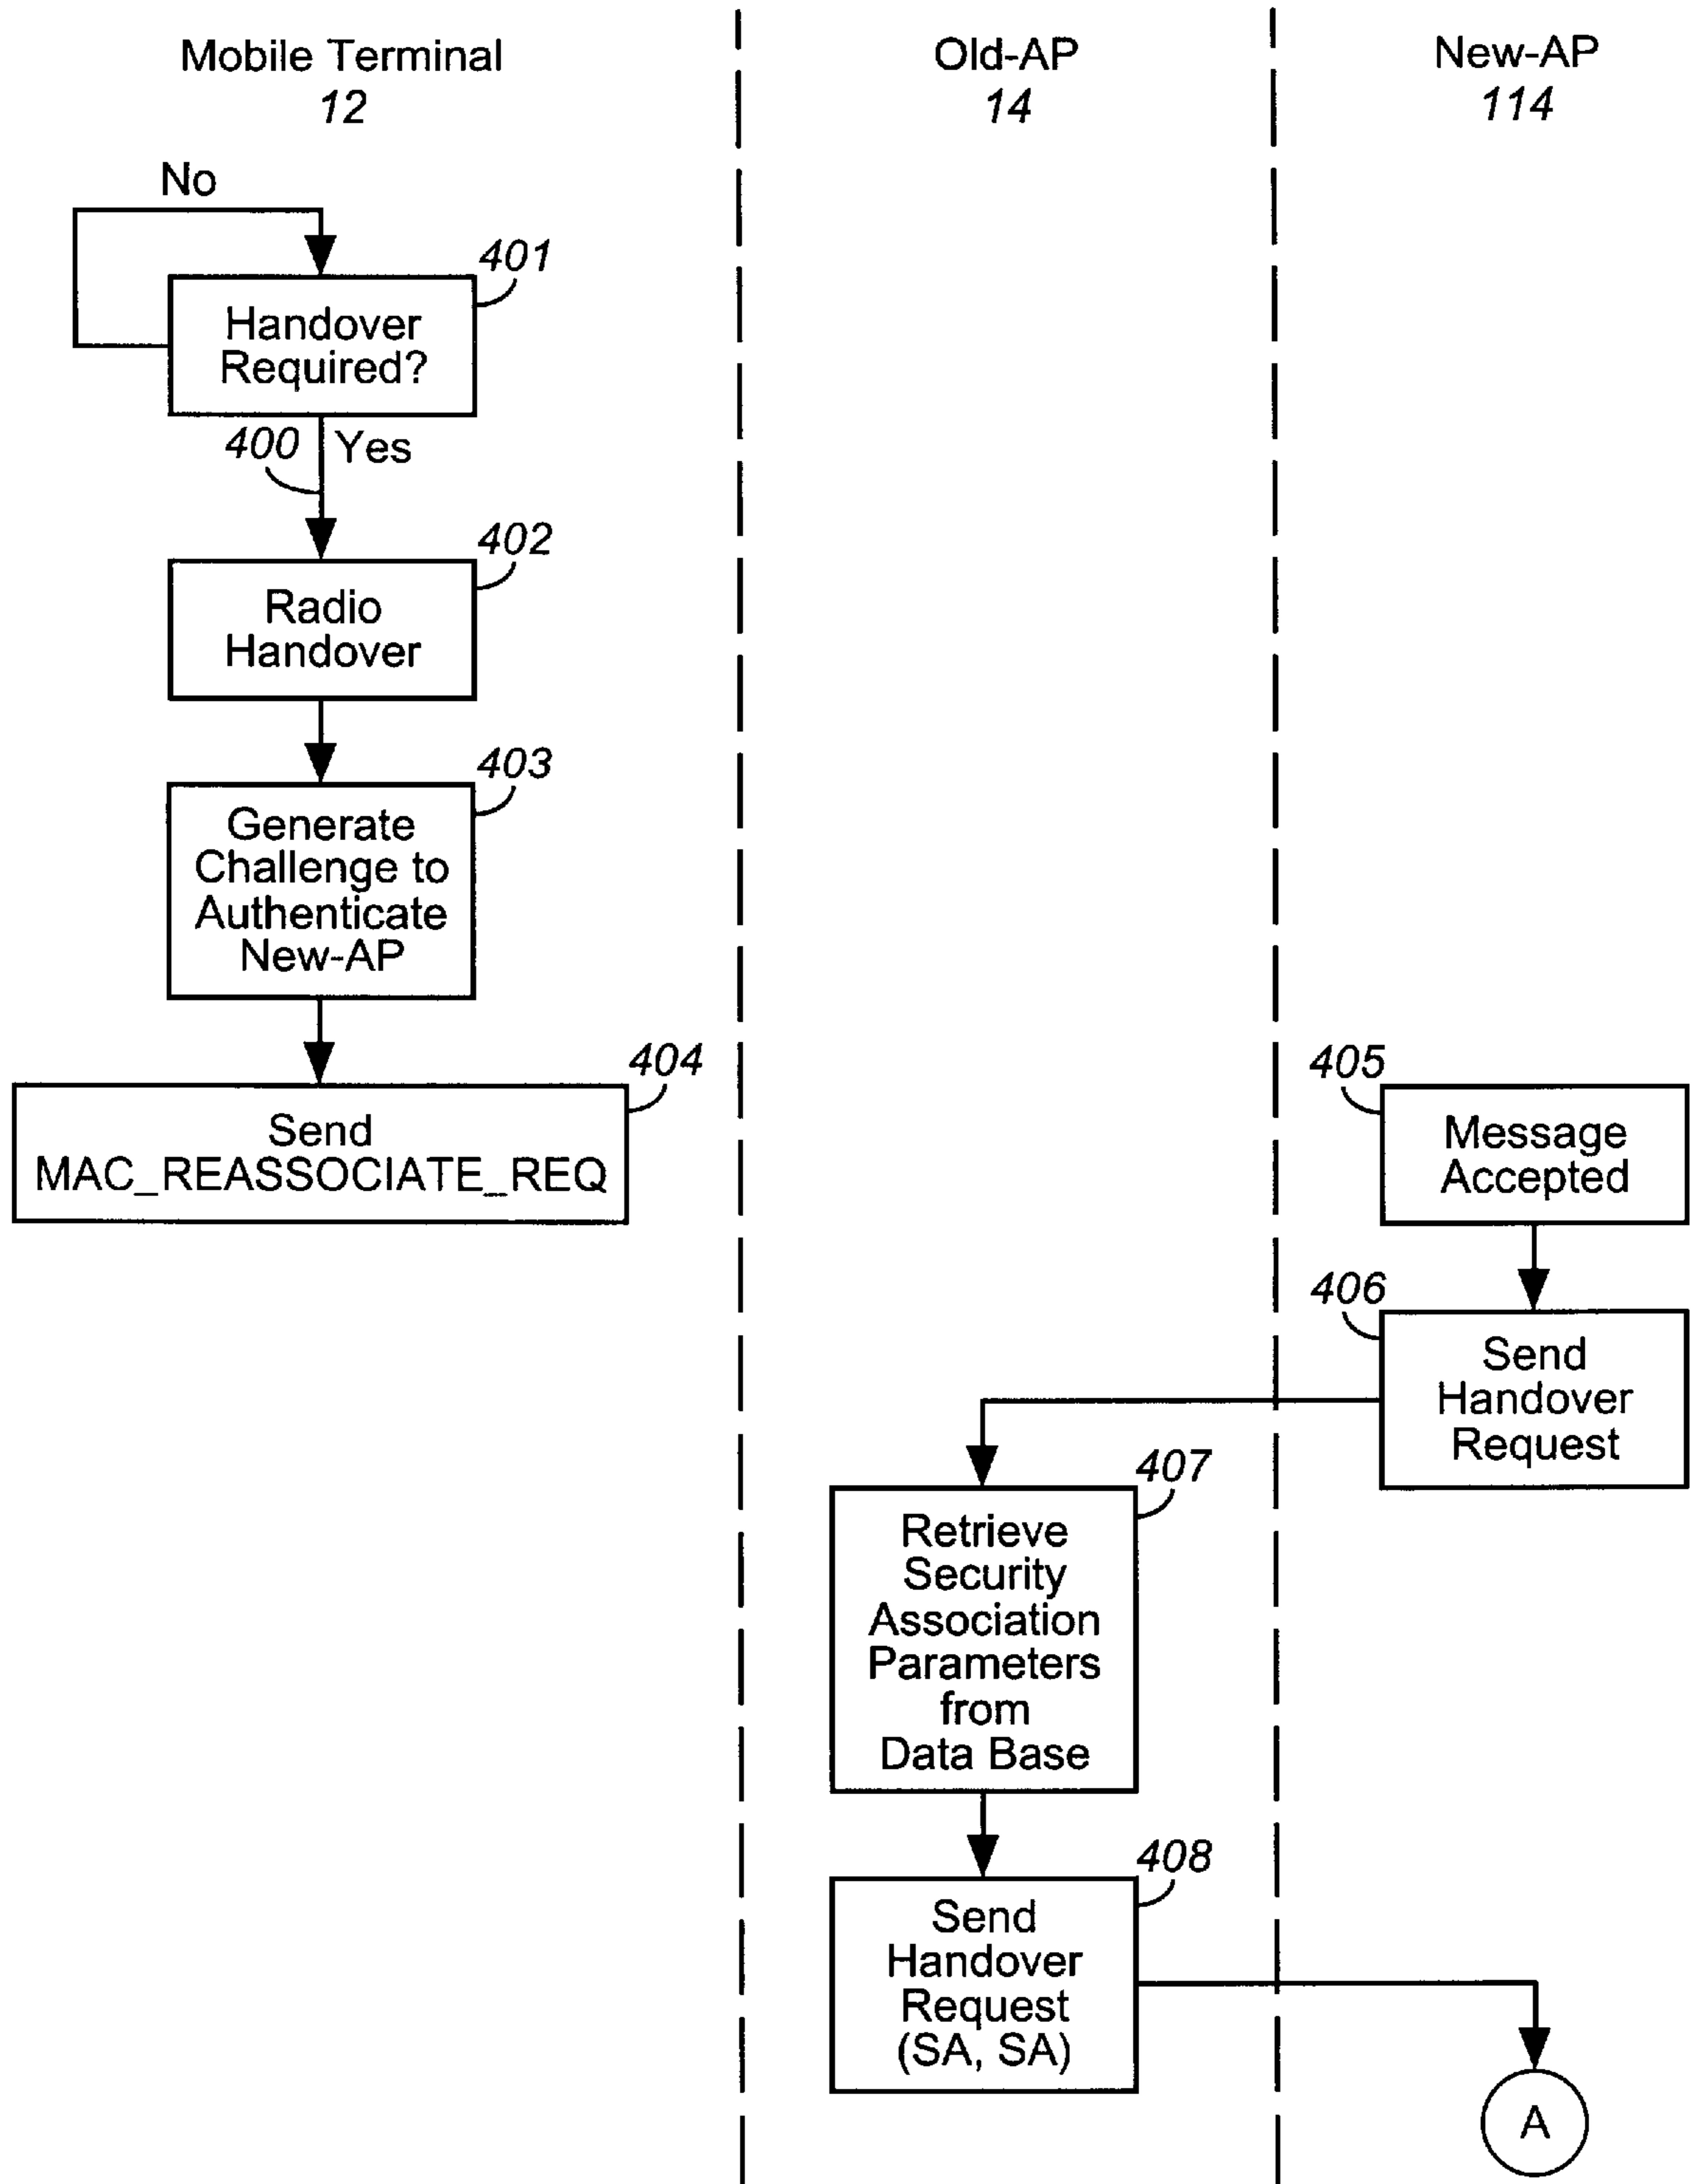 Mobile Terminal
12
Old-AP
14
New-AP
114
No
401
Handover
Required?
400
Yes
402
Radio
Handover
403
Generate
Challenge to
Authenticate
New-AP
404
Send
MAC_REASSOCIATE_REQ
405
Message
Accepted
406
Send
Handover
Request
407
Retrieve
Security
Association
Parameters
from
Data Base
408
Send
Handover
Request
(SA, SA)
A